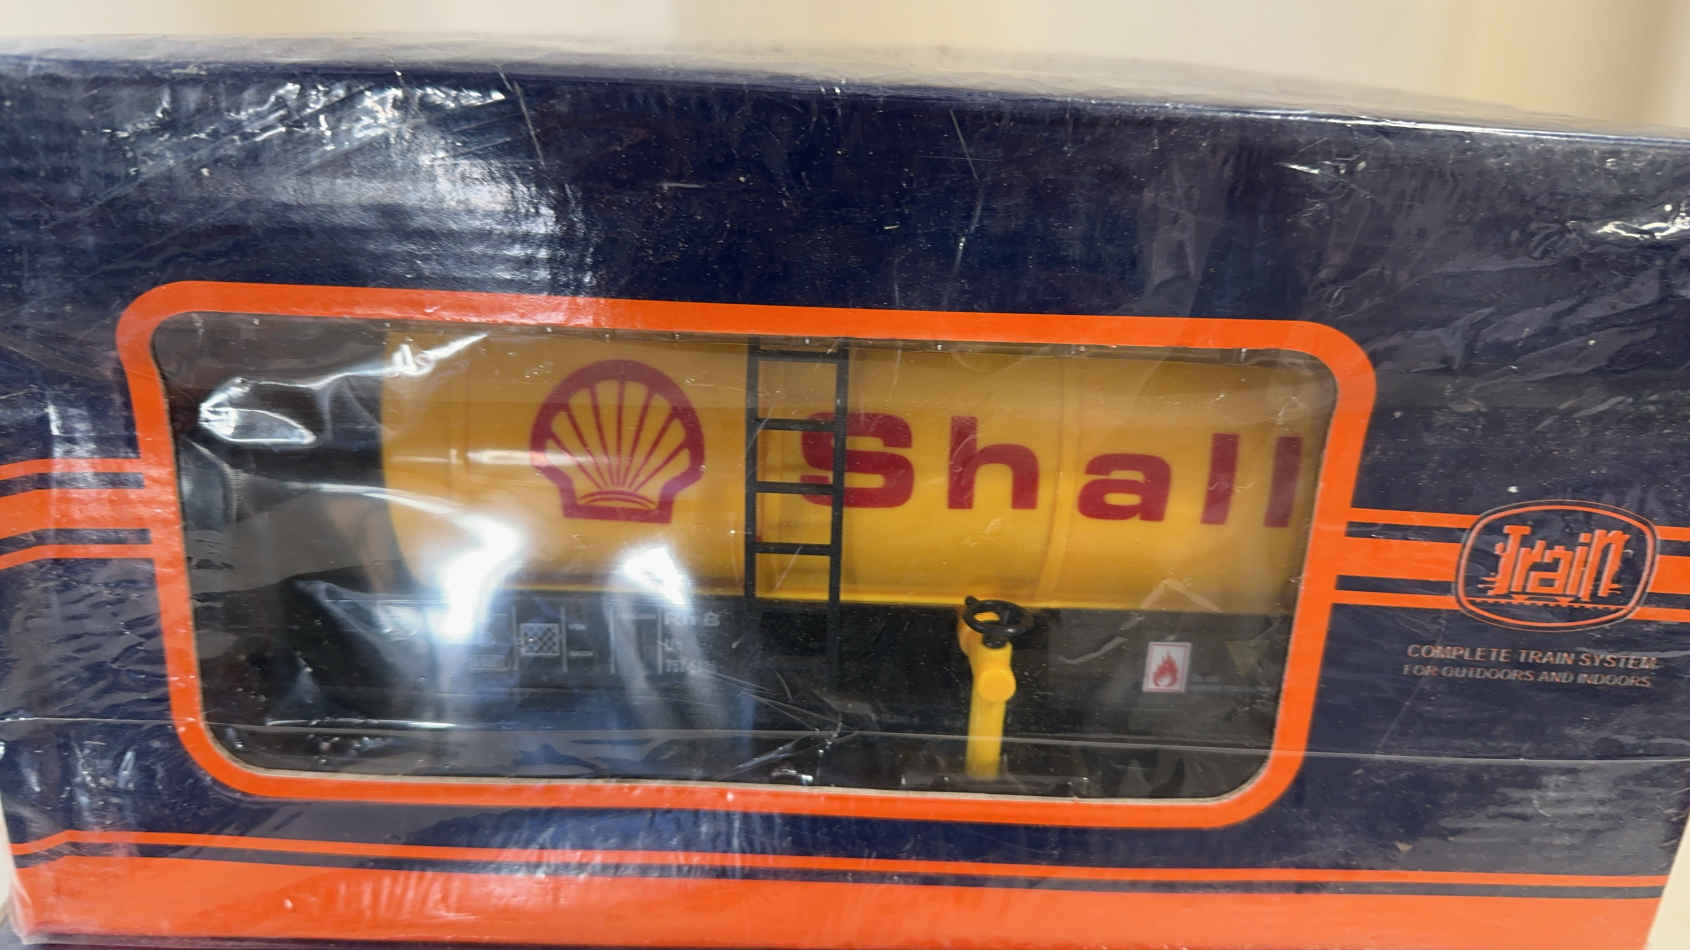 Shall
Train
COMPLETE TRAIN SYSTEM
FOR OUTDOORS AND INDOORS